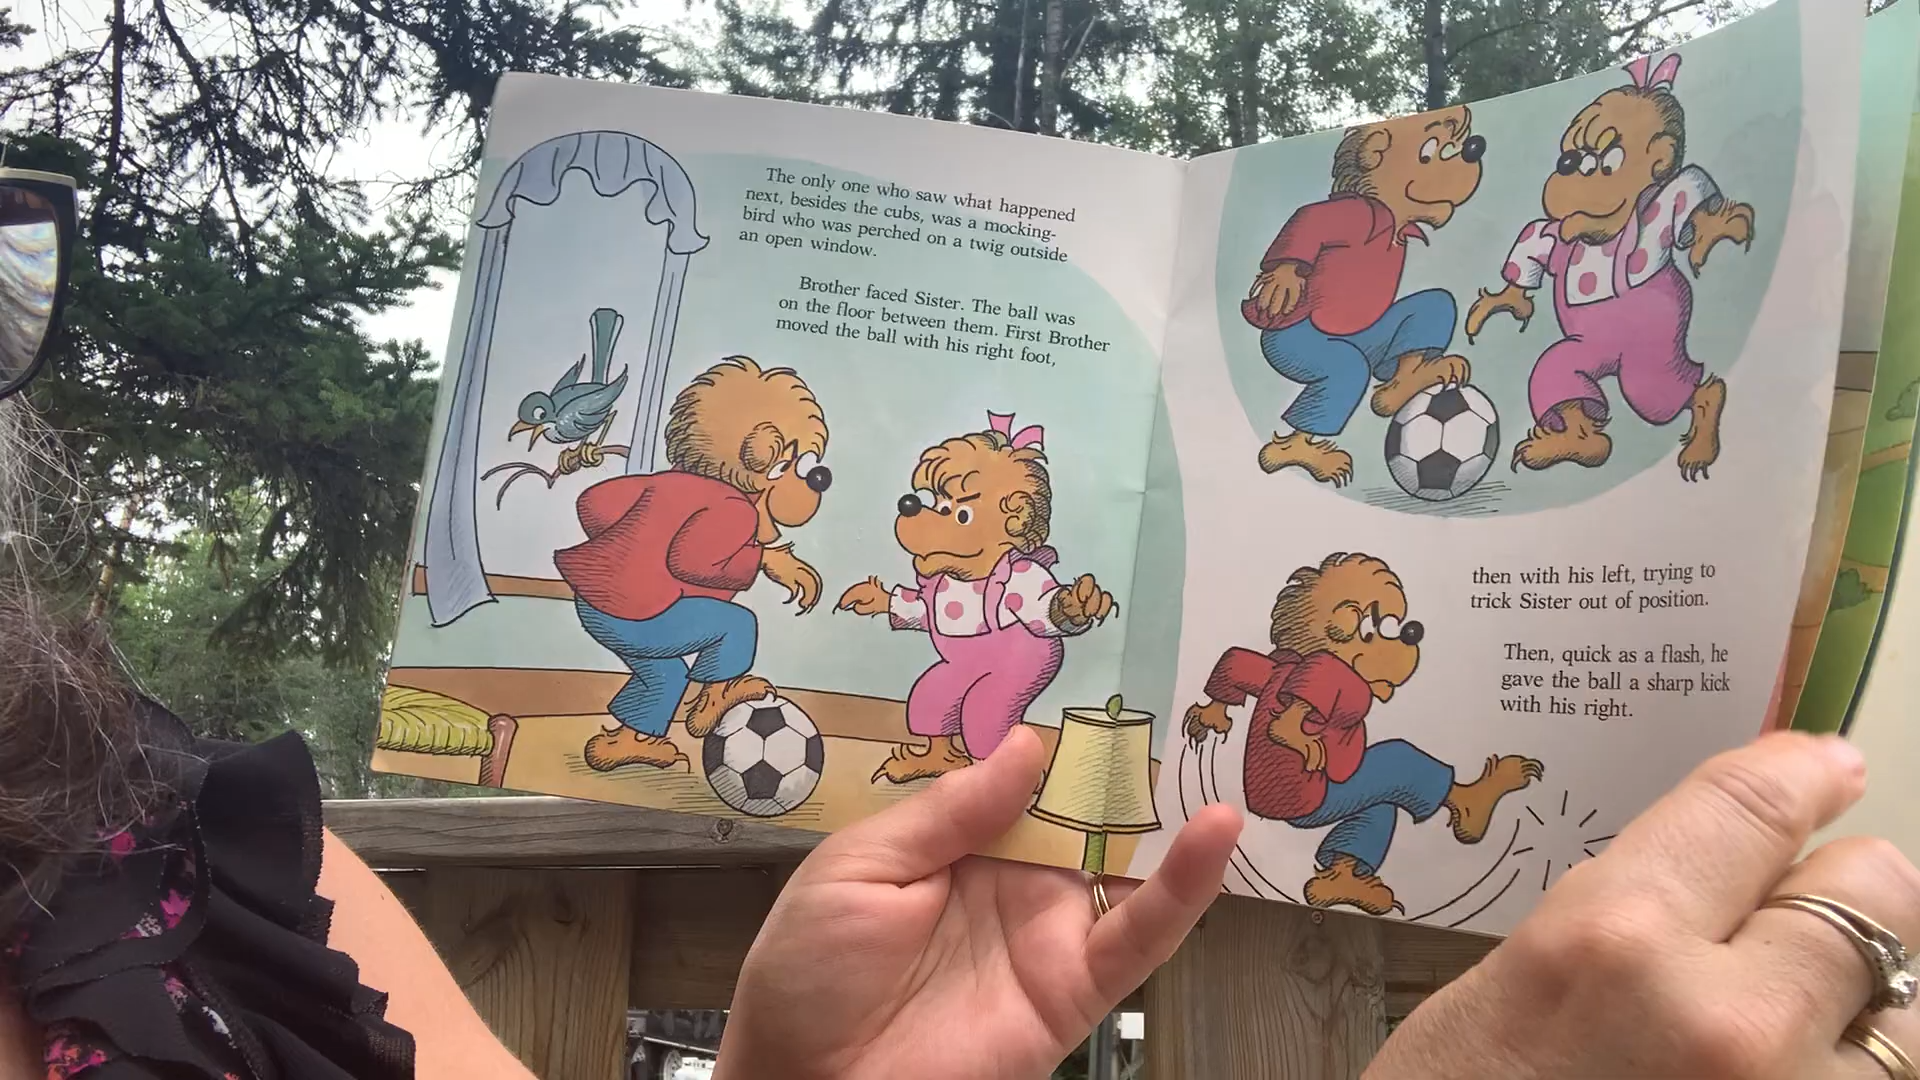 The only one who saw what happened
next, besides the cubs, was a mocking-
bird who was perched on a twig outside
an open window.
Brother faced Sister. The ball was
on the floor between them. First Brother
moved the ball with his right foot,
then with his left, trying to
trick Sister out of position.
Then, quick as a flash, he
gave the ball a sharp kick
with his right.